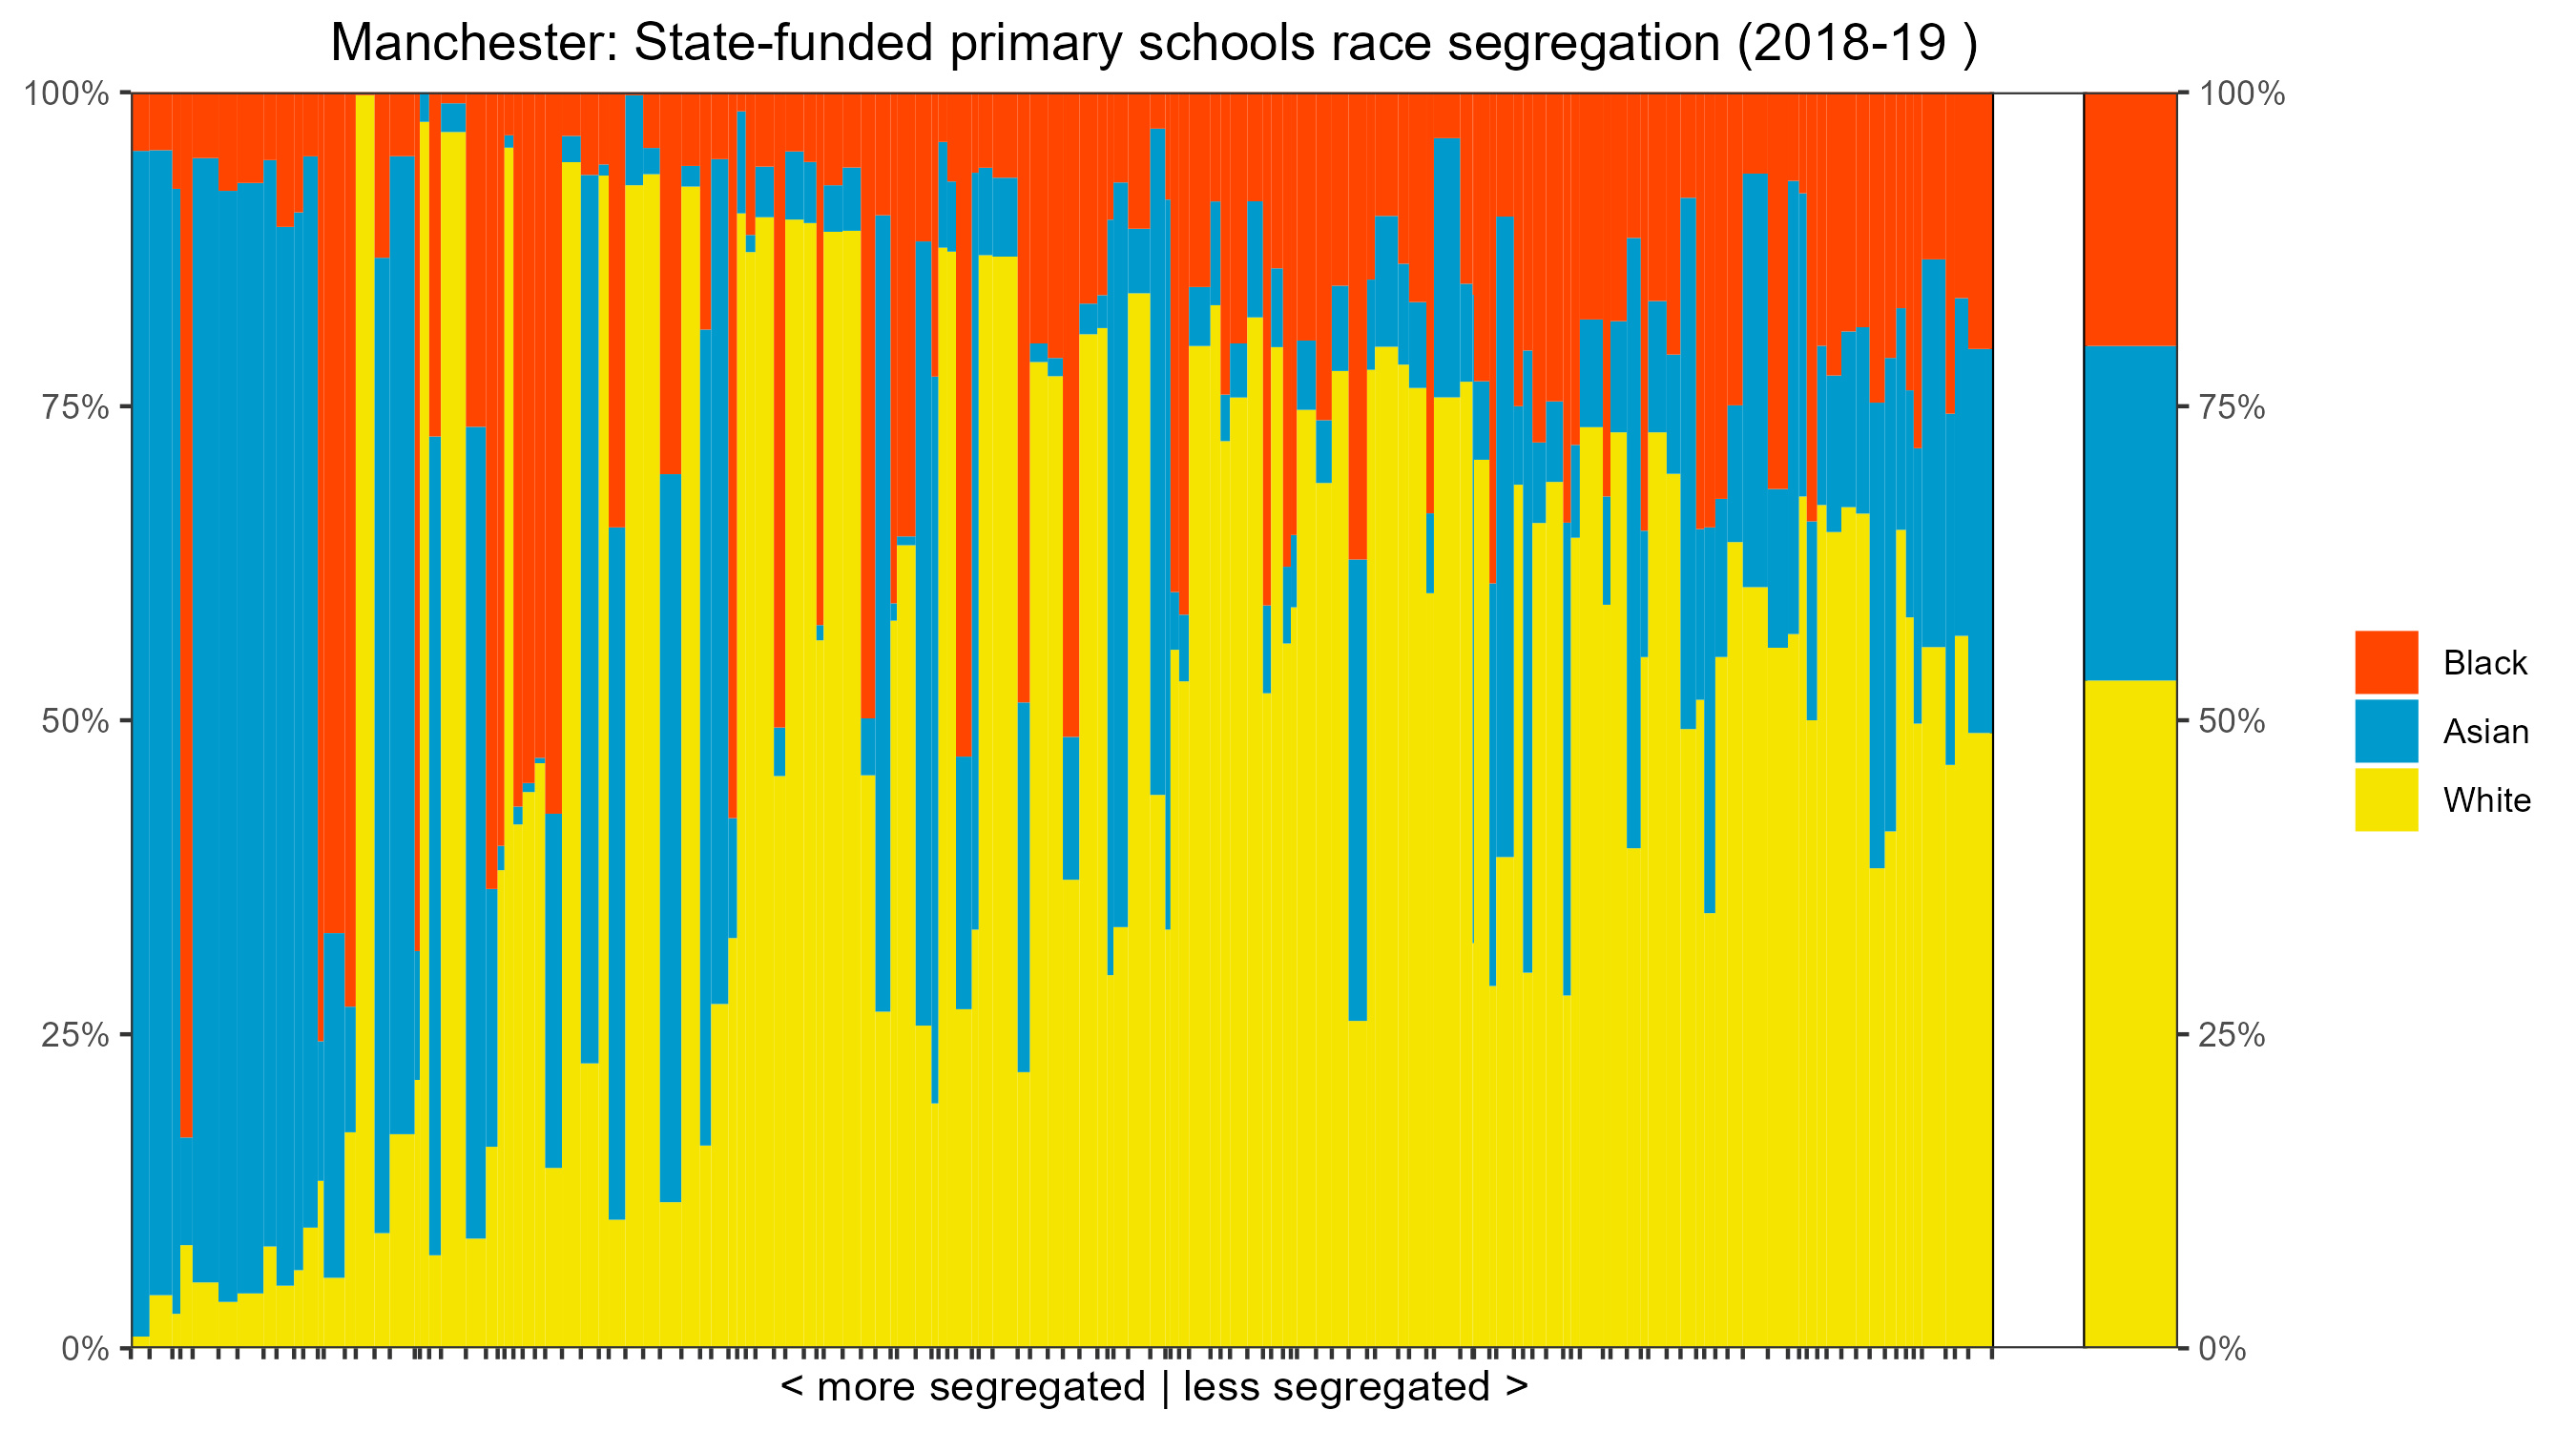 Manchester: State-funded primary schools race segregation (2018-19 )
100%
75%
50%
25%
0%
100%
75%
50%
25%
0%
Black
Asian
White
< more segregated | less segregated >